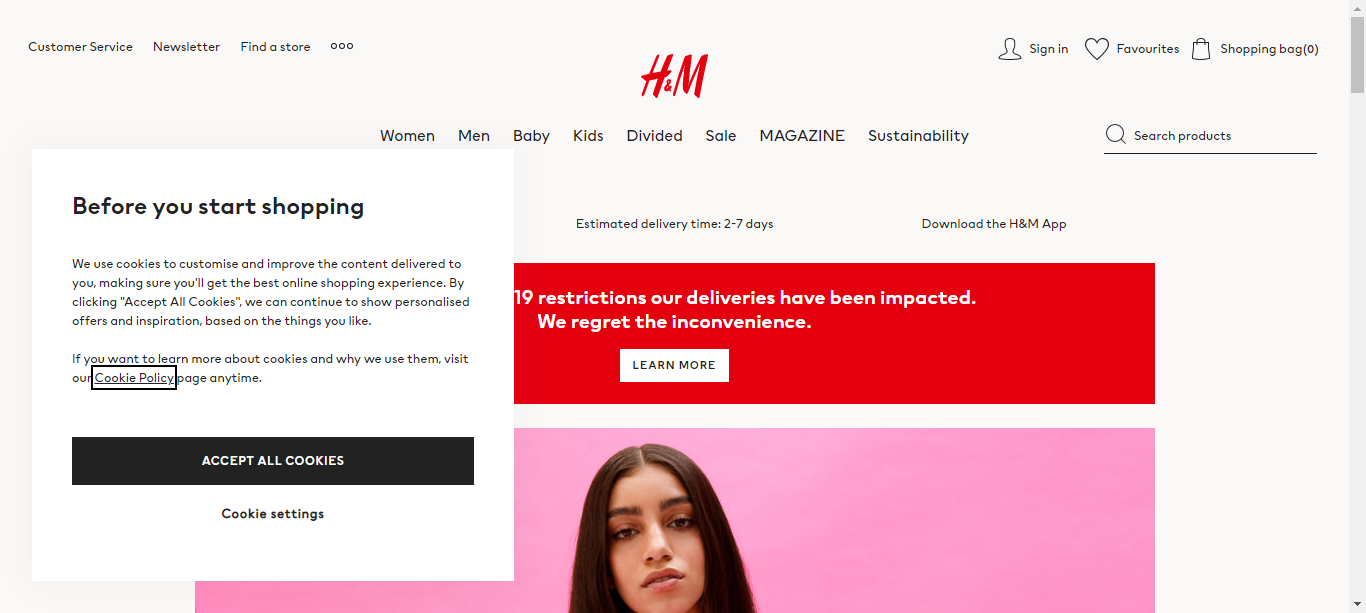 Customer Service Newsletter Find a store
Sign in Favourites Shopping bag(0)
H&M
Women Men Baby Kids Divided Sale MAGAZINE Sustainability
Search products
Before you start shopping
We use cookies to customise and improve the content delivered to
you, making sure you'll get the best online shopping experience. By
clicking "Accept All Cookies", we can continue to show personalised
offers and inspiration, based on the things you like.
If you want to learn more about cookies and why we use them, visit
our Cookie Policy page anytime.
ACCEPT ALL COOKIES
Cookie settings
Estimated delivery time: 2-7 days
Download the H&M App
19 restrictions our deliveries have been impacted.
We regret the inconvenience.
LEARN MORE